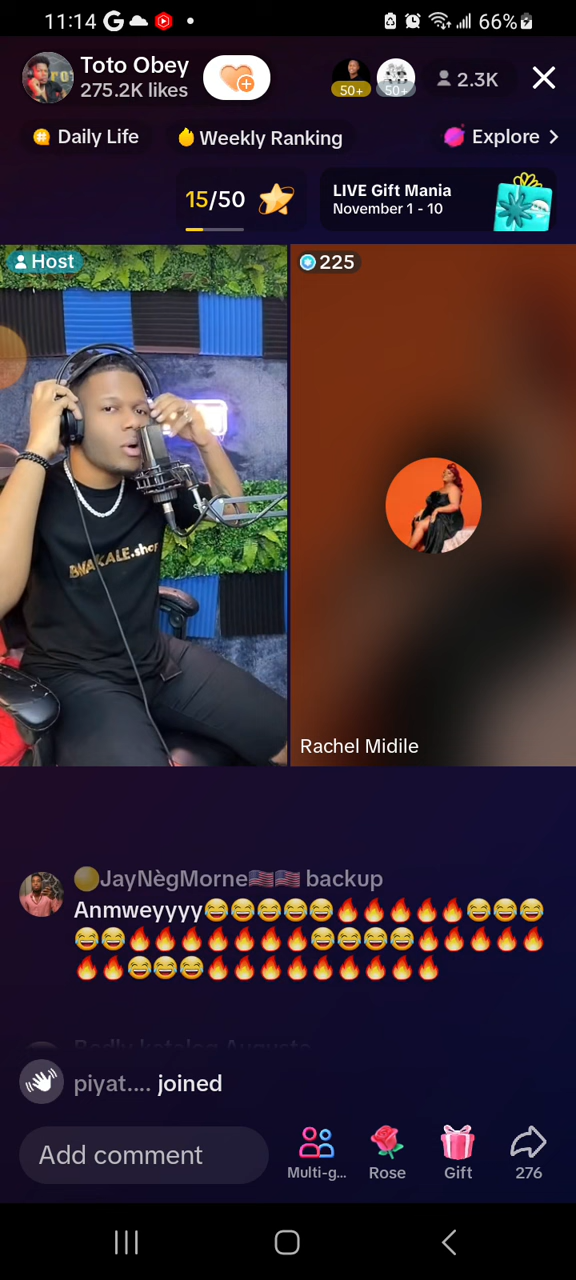 11:14 66%
Toto Obey
275.2K likes
50+ 50+ 2.3K
Daily Life Weekly Ranking Explore
15/50
LIVE Gift Mania
November 1 - 10
Host 225
BWAKALE.shop
Rachel Midile
JayNègMorne🇺🇸🇺🇸 backup
Anmweyyyy😂😂😂😂😂🔥🔥🔥🔥🔥😂😂😂
😂😂🔥🔥🔥🔥🔥🔥🔥😂😂😂😂🔥🔥🔥🔥🔥
🔥🔥😂😂😂🔥🔥🔥🔥🔥🔥🔥🔥🔥
piyat.... joined
Add comment
Multi-g... Rose Gift 276